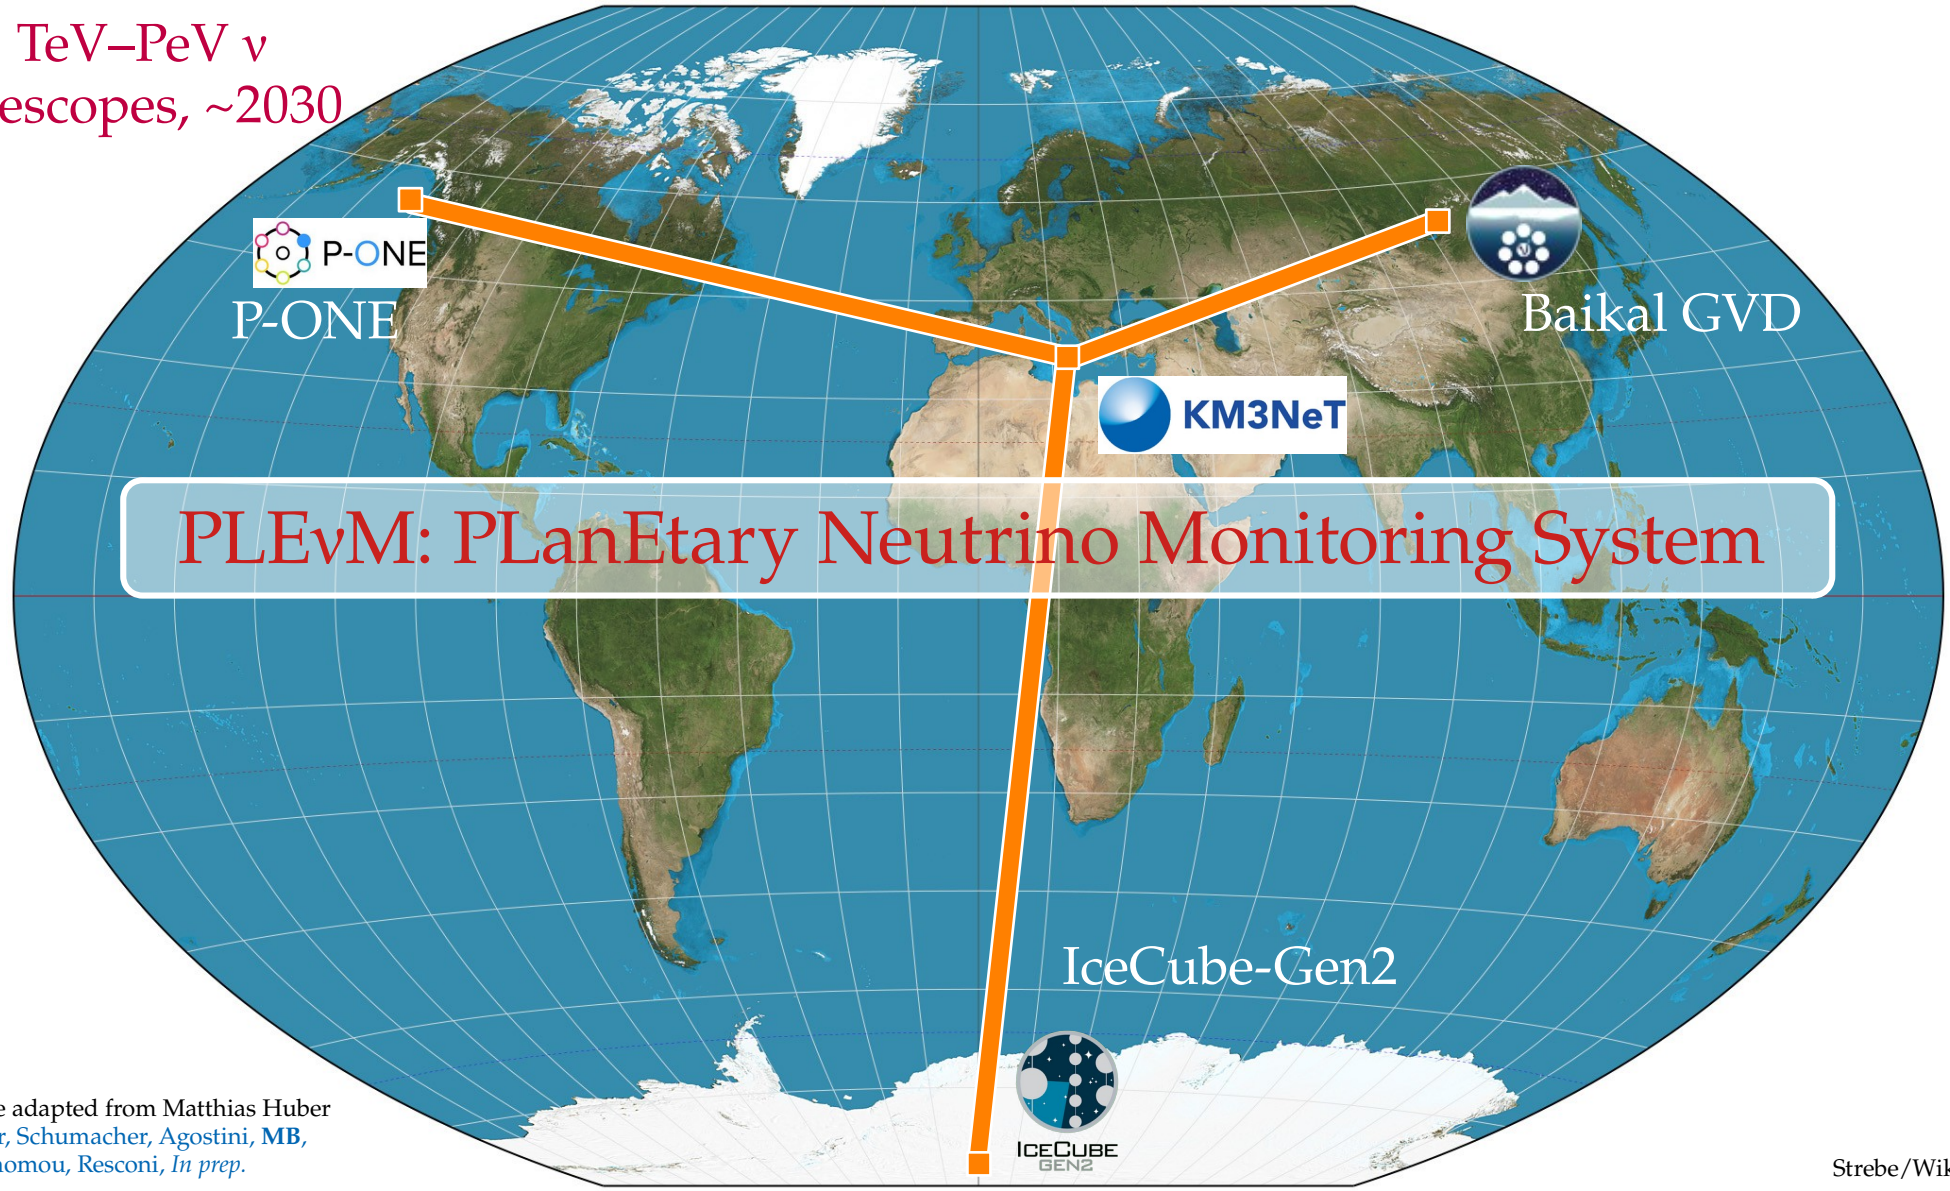 TeV–PeV ν
escopes, ~2030
P-ONE
P-ONE
Baikal GVD
KM3NeT
PLEνM: PLanEtary Neutrino Monitoring System
IceCube-Gen2
ICECUBE
GEN2
e adapted from Matthias Huber
r, Schumacher, Agostini, MB,
nomou, Resconi, In prep.
Strebe/Wik